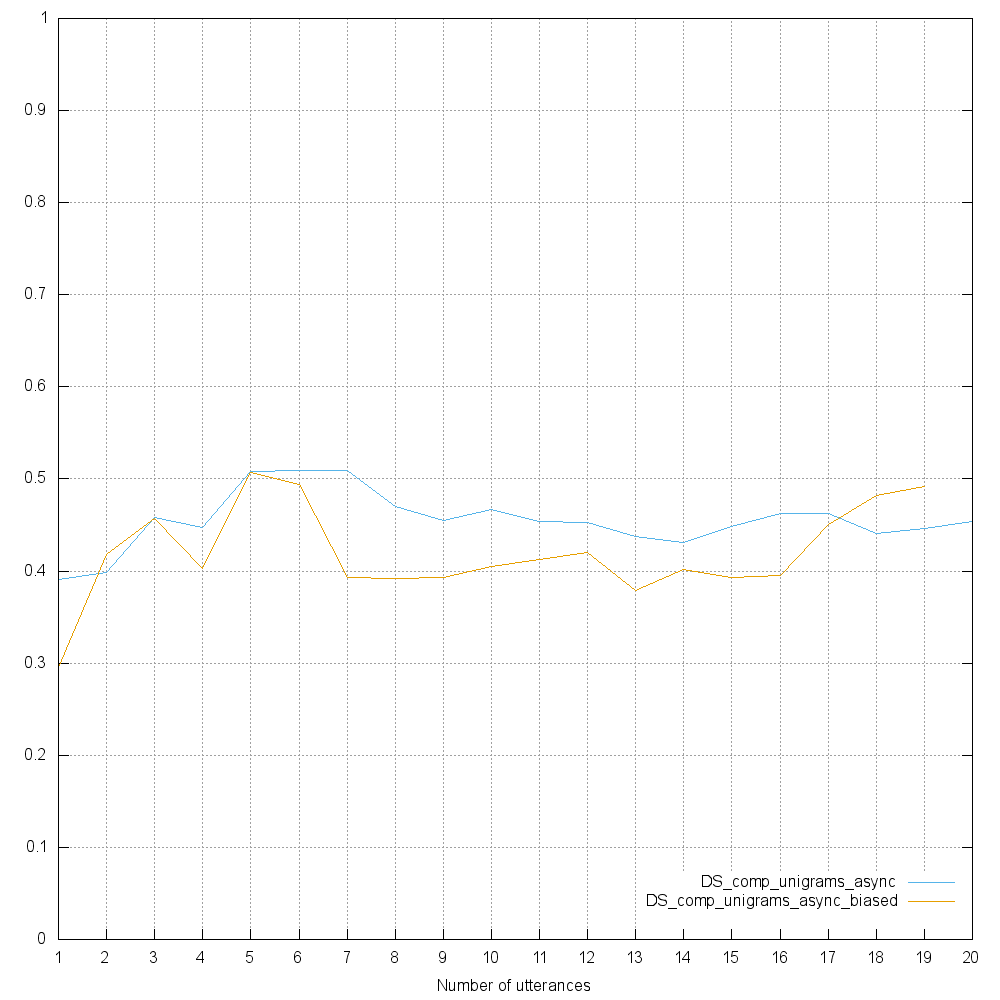 1
0.9
0.8
0.7
0.6
0.5
0.4
0.3
0.2
0.1
0
DS_comp_unigrams_async
DS_comp_unigrams_async_biased
1 2 3 4 5 6 7 8 9 10 11 12 13 14 15 16 17 18 19 20
Number of utterances